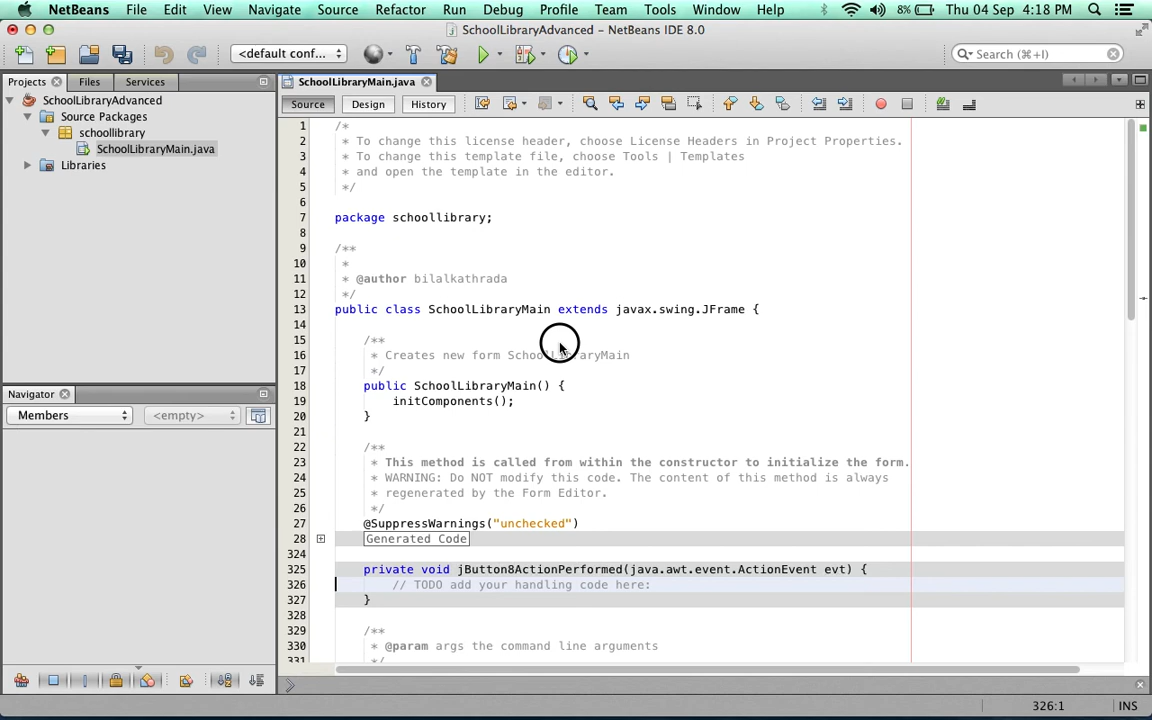 NetBeans File Edit View Navigate Source Refactor Run Debug Profile Team Tools Window Help 8% Thu 04 Sep 4:18 PM
SchoolLibraryAdvanced – NetBeans IDE 8.0
<default conf... Search (⌘+I)
Projects Files Services SchoolLibraryMain.java
Source Design History
SchoolLibraryAdvanced
Source Packages
schoollibrary
SchoolLibraryMain.java
Libraries
Navigator
Members <empty>
1 /*
2 * To change this license header, choose License Headers in Project Properties.
3 * To change this template file, choose Tools | Templates
4 * and open the template in the editor.
5 */
6
7 package schoollibrary;
8
9 /**
10 *
11 * @author bilalkathrada
12 */
13 public class SchoolLibraryMain extends javax.swing.JFrame {
14
15 /**
16 * Creates new form SchoolLibraryMain
17 */
18 public SchoolLibraryMain() {
19 initComponents();
20 }
21
22 /**
23 * This method is called from within the constructor to initialize the form.
24 * WARNING: Do NOT modify this code. The content of this method is always
25 * regenerated by the Form Editor.
26 */
27 @SuppressWarnings("unchecked")
28 Generated Code
324
325 private void jButton8ActionPerformed(java.awt.event.ActionEvent evt) {
326 // TODO add your handling code here:
327 }
328
329 /**
330 * @param args the command line arguments
331 */
326:1 INS